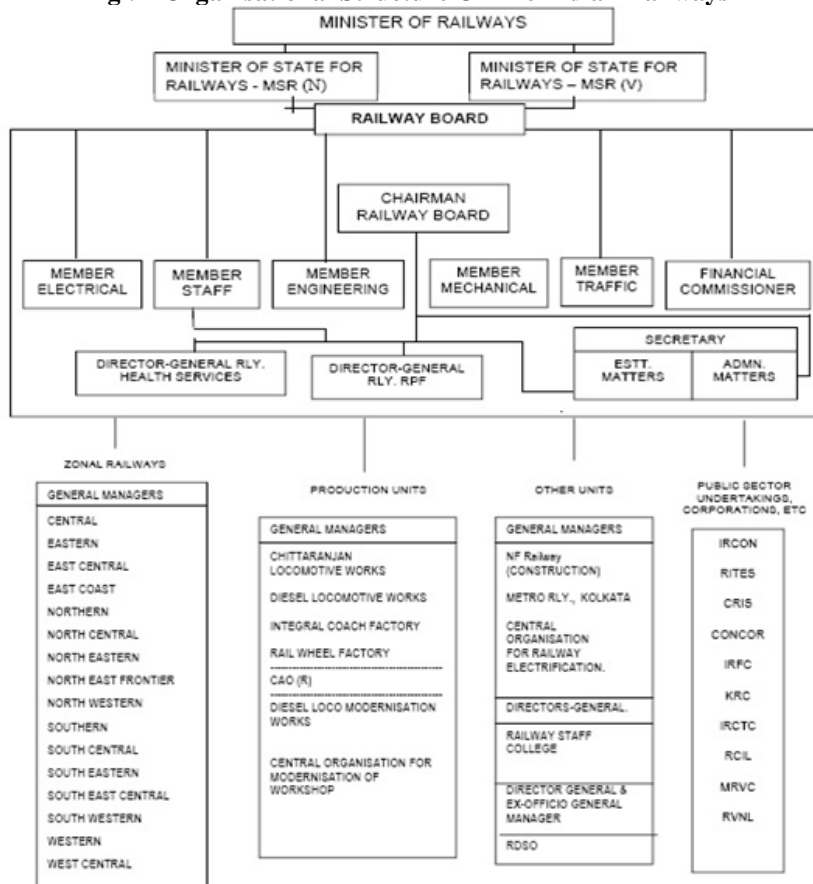 Organisational Structure
MINISTER OF RAILWAYS
MINISTER OF STATE FOR
RAILWAYS - MSR (N)
MINISTER OF STATE FOR
RAILWAYS – MSR (V)
RAILWAY BOARD
CHAIRMAN
RAILWAY BOARD
MEMBER
ELECTRICAL
MEMBER
STAFF
MEMBER
ENGINEERING
MEMBER
MECHANICAL
MEMBER
TRAFFIC
FINANCIAL
COMMISSIONER
DIRECTOR-GENERAL RLY.
HEALTH SERVICES
DIRECTOR-GENERAL
RLY. RPF
SECRETARY
ESTT.
MATTERS
ADMN.
MATTERS
ZONAL RAILWAYS
GENERAL MANAGERS
CENTRAL
EASTERN
EAST CENTRAL
EAST COAST
NORTHERN
NORTH CENTRAL
NORTH EASTERN
NORTH EAST FRONTIER
NORTH WESTERN
SOUTHERN
SOUTH CENTRAL
SOUTH EASTERN
SOUTH EAST CENTRAL
SOUTH WESTERN
WESTERN
WEST CENTRAL
PRODUCTION UNITS
GENERAL MANAGERS
CHITTARANJAN
LOCOMOTIVE WORKS
DIESEL LOCOMOTIVE WORKS
INTEGRAL COACH FACTORY
RAIL WHEEL FACTORY
CAO (R)
DIESEL LOCO MODERNISATION
WORKS
CENTRAL ORGANISATION FOR
MODERNISATION OF
WORKSHOP
OTHER UNITS
GENERAL MANAGERS
NF Railway
(CONSTRUCTION)
METRO RLY., KOLKATA
CENTRAL
ORGANISATION
FOR RAILWAY
ELECTRIFICATION.
DIRECTORS-GENERAL.
RAILWAY STAFF
COLLEGE
DIRECTOR GENERAL &
EX-OFFICIO GENERAL
MANAGER
RDSO
PUBLIC SECTOR
UNDERTAKINGS,
CORPORATIONS, ETC
IRCON
RITES
CRIS
CONCOR
IRFC
KRC
IRCTC
RCIL
MRVC
RVNL